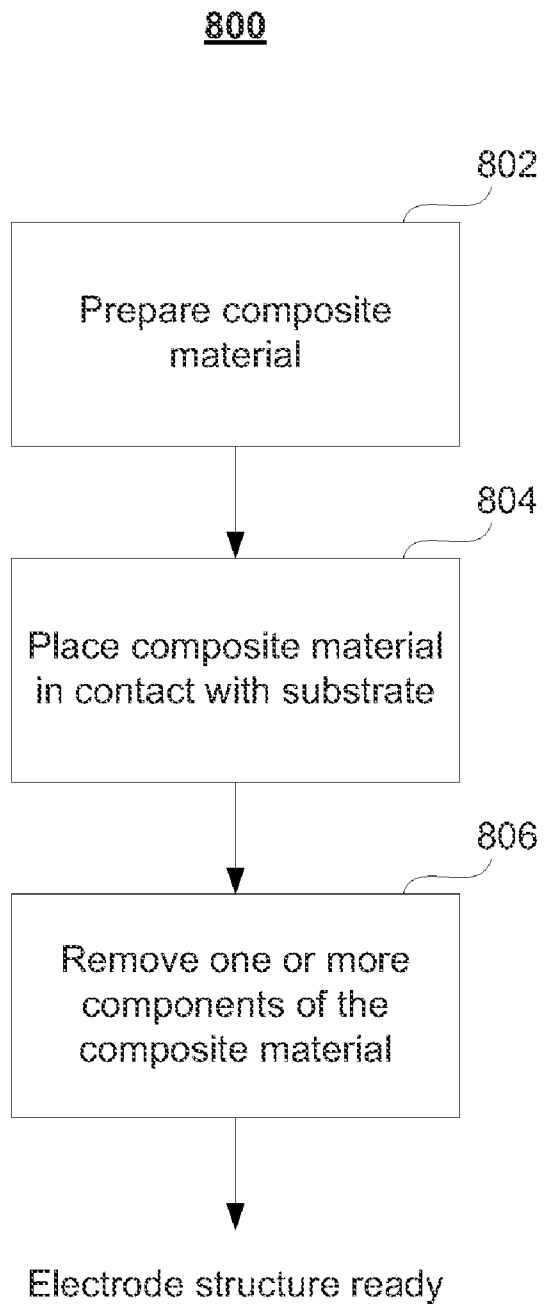 800
802
Prepare composite
material
804
Place composite material
in contact with substrate
806
Remove one or more
components of the
composite material
Electrode structure ready